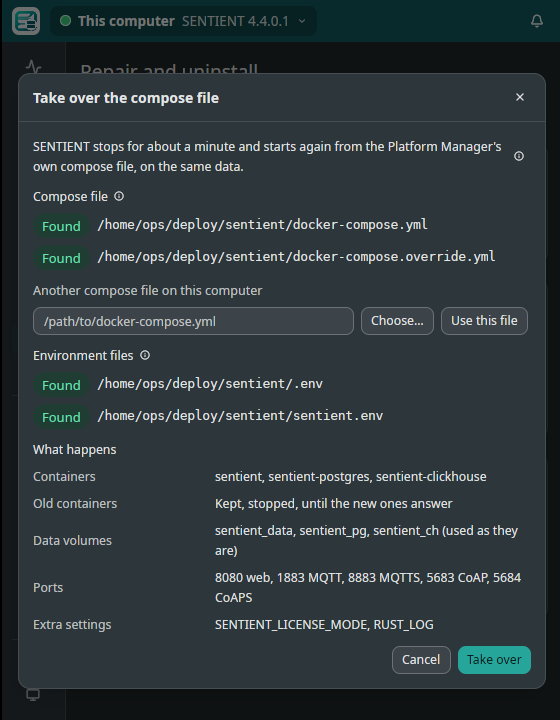 This computer SENTIENT 4.4.0.1
Repair and uninstall
Take over the compose file
SENTIENT stops for about a minute and starts again from the Platform Manager's
own compose file, on the same data.
Compose file
Found /home/ops/deploy/sentient/docker-compose.yml
Found /home/ops/deploy/sentient/docker-compose.override.yml
Another compose file on this computer
/path/to/docker-compose.yml Choose... Use this file
Environment files
Found /home/ops/deploy/sentient/.env
Found /home/ops/deploy/sentient/sentient.env
What happens
Containers sentient, sentient-postgres, sentient-clickhouse
Old containers Kept, stopped, until the new ones answer
Data volumes sentient_data, sentient_pg, sentient_ch (used as they
are)
Ports 8080 web, 1883 MQTT, 8883 MQTTS, 5683 CoAP, 5684
CoAPS
Extra settings SENTIENT_LICENSE_MODE, RUST_LOG
Cancel Take over